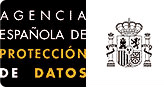 AGENCIA
ESPAÑOLA DE
PROTECCIÓN
DE DATOS